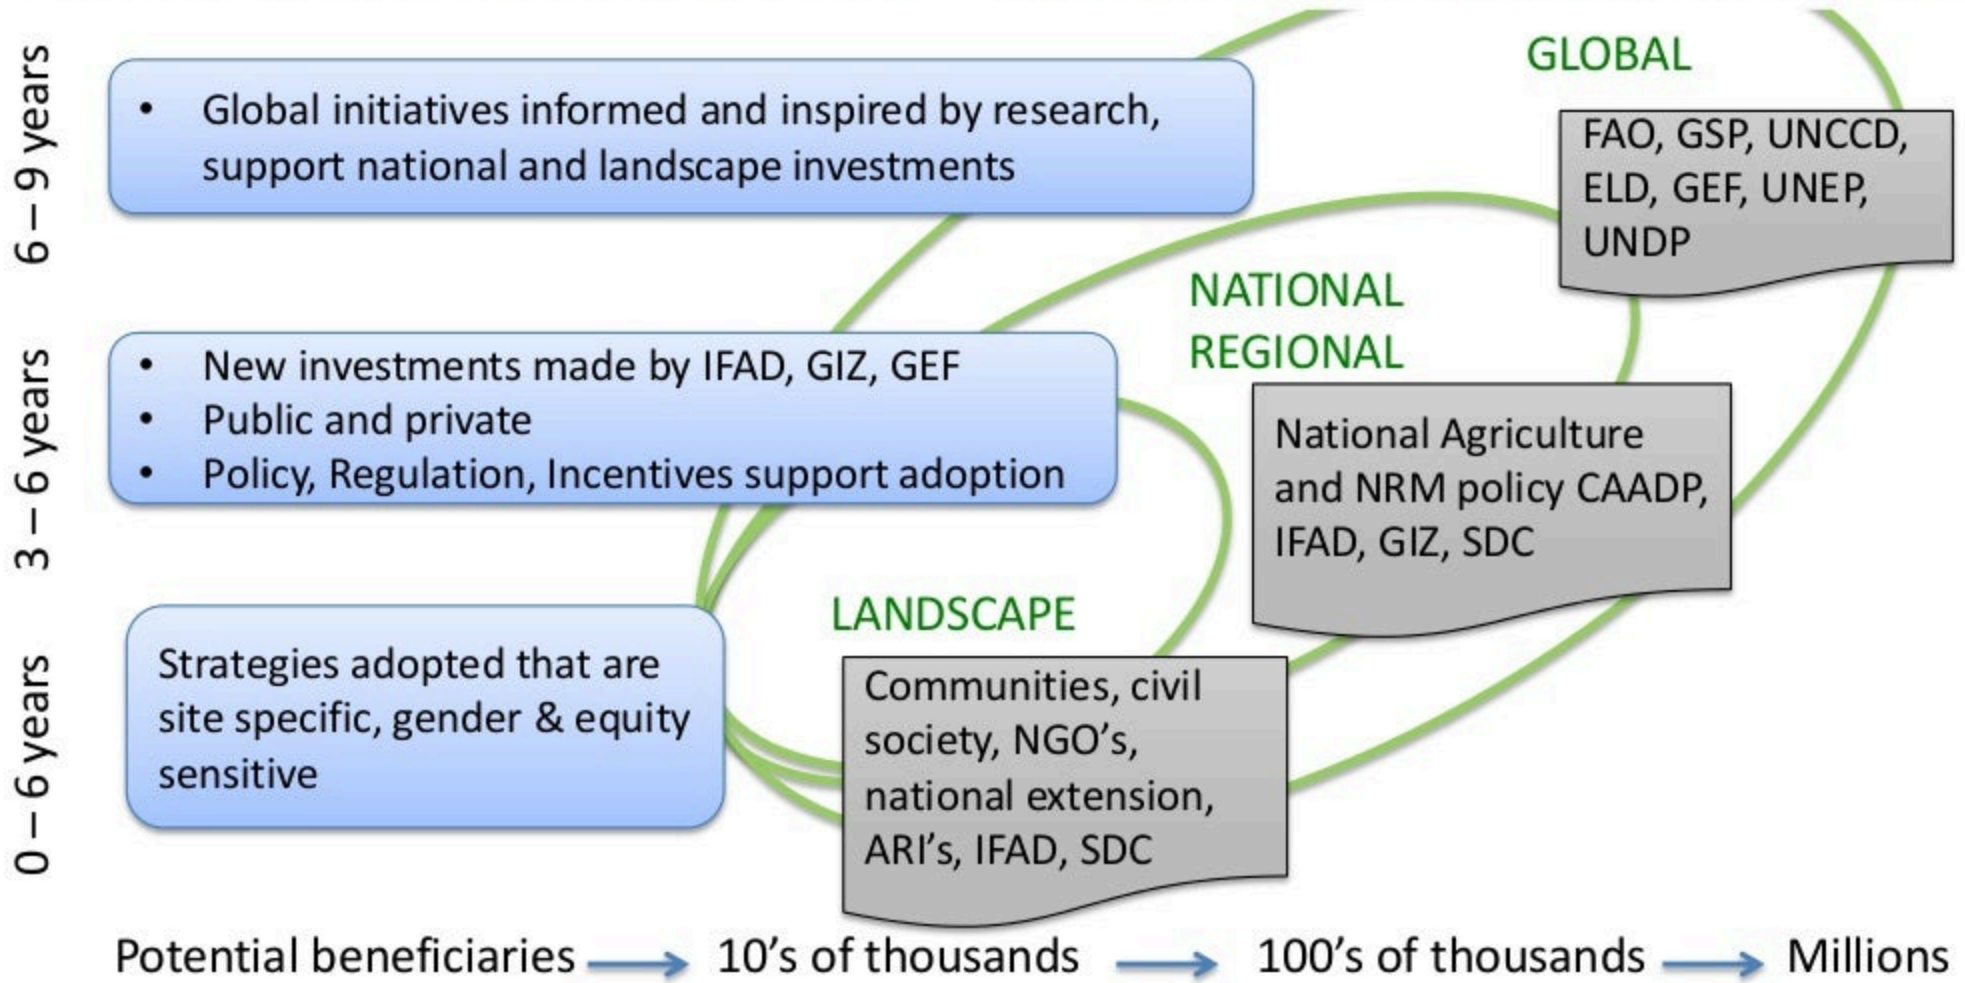 6 – 9 years
• Global initiatives informed and inspired by research,
support national and landscape investments
GLOBAL
FAO, GSP, UNCCD,
ELD, GEF, UNEP,
UNDP
3 – 6 years
• New investments made by IFAD, GIZ, GEF
• Public and private
• Policy, Regulation, Incentives support adoption
NATIONAL
REGIONAL
National Agriculture
and NRM policy CAADP,
IFAD, GIZ, SDC
0 – 6 years
Strategies adopted that are
site specific, gender & equity
sensitive
LANDSCAPE
Communities, civil
society, NGO’s,
national extension,
ARI’s, IFAD, SDC
Potential beneficiaries → 10’s of thousands → 100’s of thousands → Millions